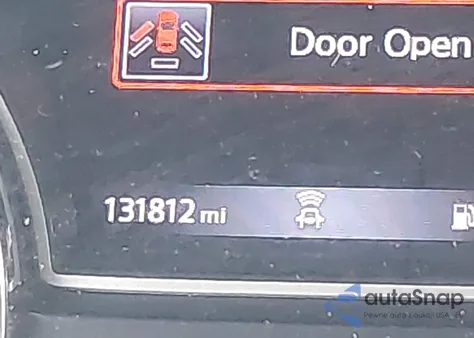 Door Open
131812 mi
autoSnap